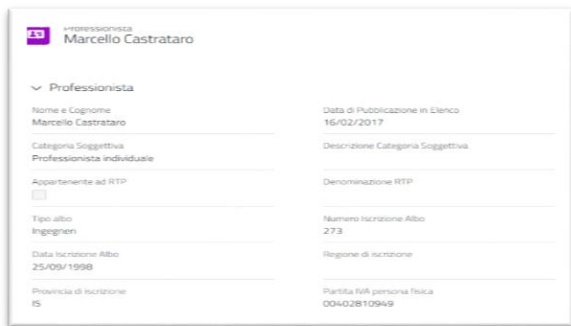 Professionista
Marcello Castrataro
Professionista
Nome e Cognome
Marcello Castrataro
Data di Pubblicazione in Elenco
16/02/2017
Categoria Soggettiva
Professionista individuale
Descrizione Categoria Soggettiva
Appartenente ad RTP
Denominazione RTP
Tipo albo
Ingegneri
Numero Iscrizione Albo
273
Data Iscrizione Albo
25/09/1998
Regione di iscrizione
Provincia di iscrizione
IS
Partita IVA persona fisica
00402810949